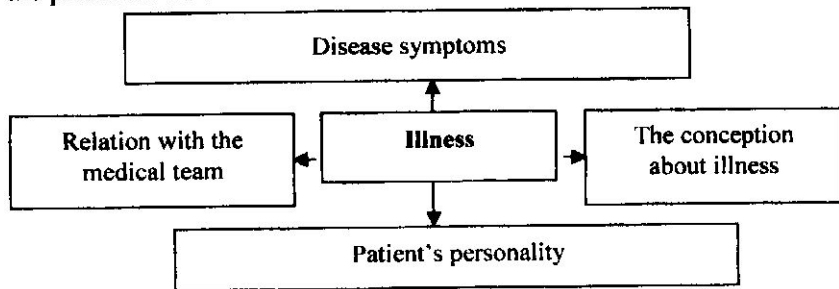 Disease symptoms
Relation with the
medical team
Illness
The conception
about illness
Patient's personality